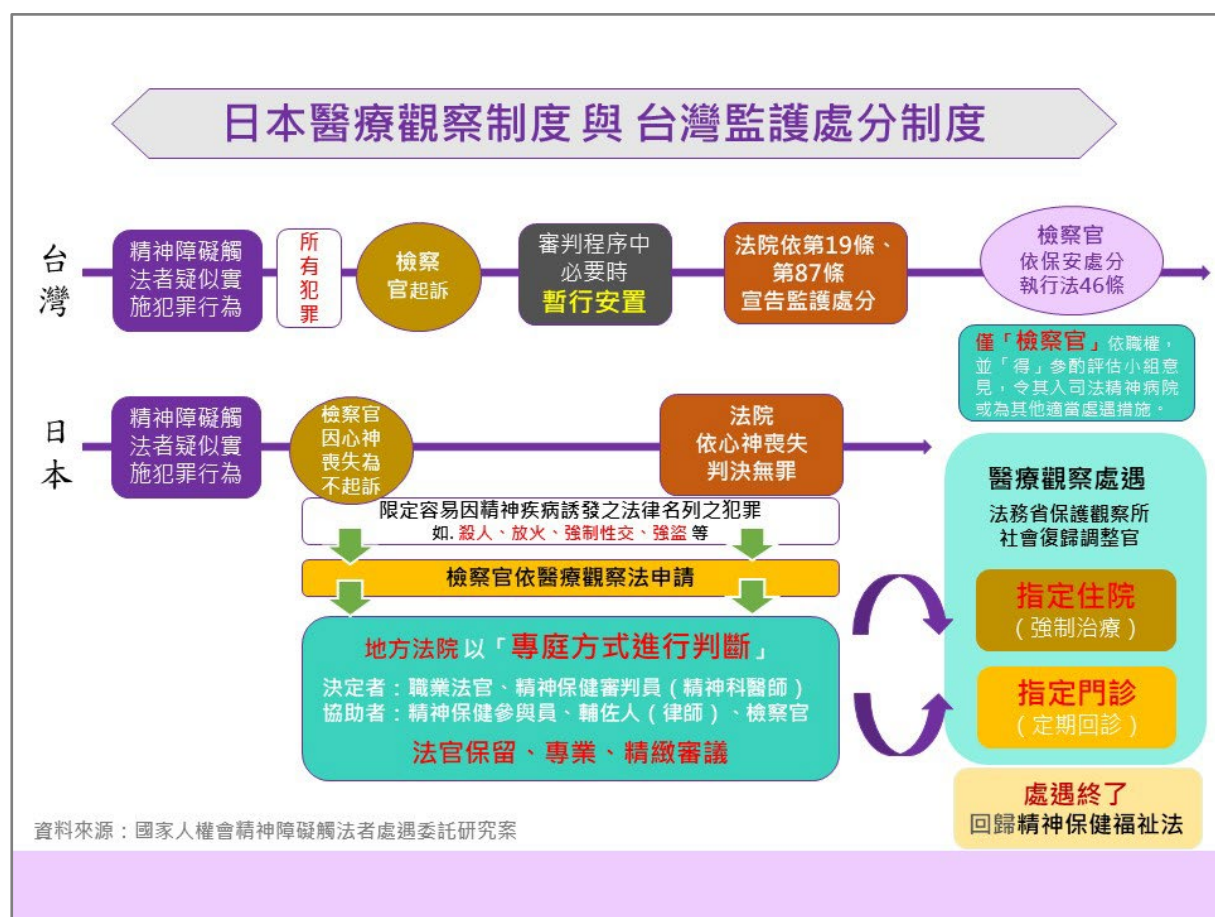 日本醫療觀察制度 與 台灣監護處分制度
台
灣
精神障礙觸
法者疑似實
施犯罪行為
所
有
犯
罪
檢察
官起訴
審判程序中
必要時
暫行安置
法院依第19條、
第87條
宣告監護處分
檢察官
依保安處分
執行法46條
僅「檢察官」依職權，
並「得」參酌評估小組意
見，令其入司法精神病院
或為其他適當處遇措施。
日
本
精神障礙觸
法者疑似實
施犯罪行為
檢察官
因心神
喪失為
不起訴
法院
依心神喪失
判決無罪
限定容易因精神疾病誘發之法律名列之犯罪
如. 殺人、放火、強制性交、強盜 等
檢察官依醫療觀察法申請
地方法院 以「專庭方式進行判斷」
決定者：職業法官、精神保健審判員（精神科醫師）
協助者：精神保健參與員、輔佐人（律師）、檢察官
法官保留、專業、精緻審議
醫療觀察處遇
法務省保護觀察所
社會復歸調整官
指定住院
（強制治療）
指定門診
（定期回診）
處遇終了
回歸精神保健福祉法
資料來源：國家人權會精神障礙觸法者處遇委託研究案